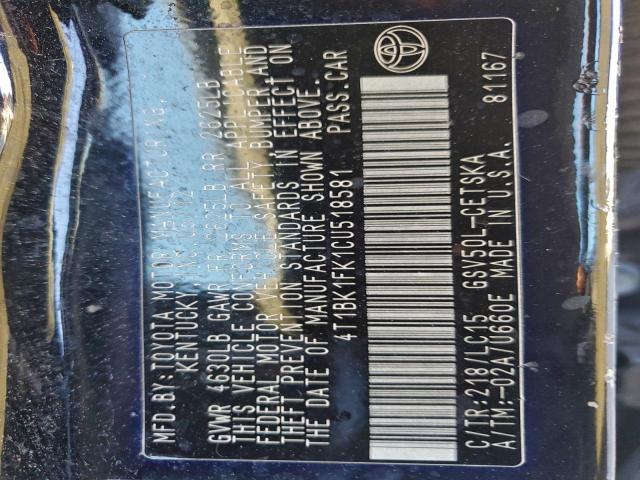 MFD. BY: TOYOTA MOTOR MANUFACTURING,
KENTUCKY, INC.
GVWR 4630LB GAWR FR 2625LB RR 2625LB
THIS VEHICLE CONFORMS TO ALL APPLICABLE
FEDERAL MOTOR VEHICLE SAFETY BUMPER AND
THEFT PREVENTION STANDARDS IN EFFECT ON
THE DATE OF MANUFACTURE SHOWN ABOVE.
4T1BK1FK1CU518581 PASS. CAR
C/TR:218/LC15 GSV50L-CETSKA 81167
A/TM:-02A/U660E MADE IN U.S.A.